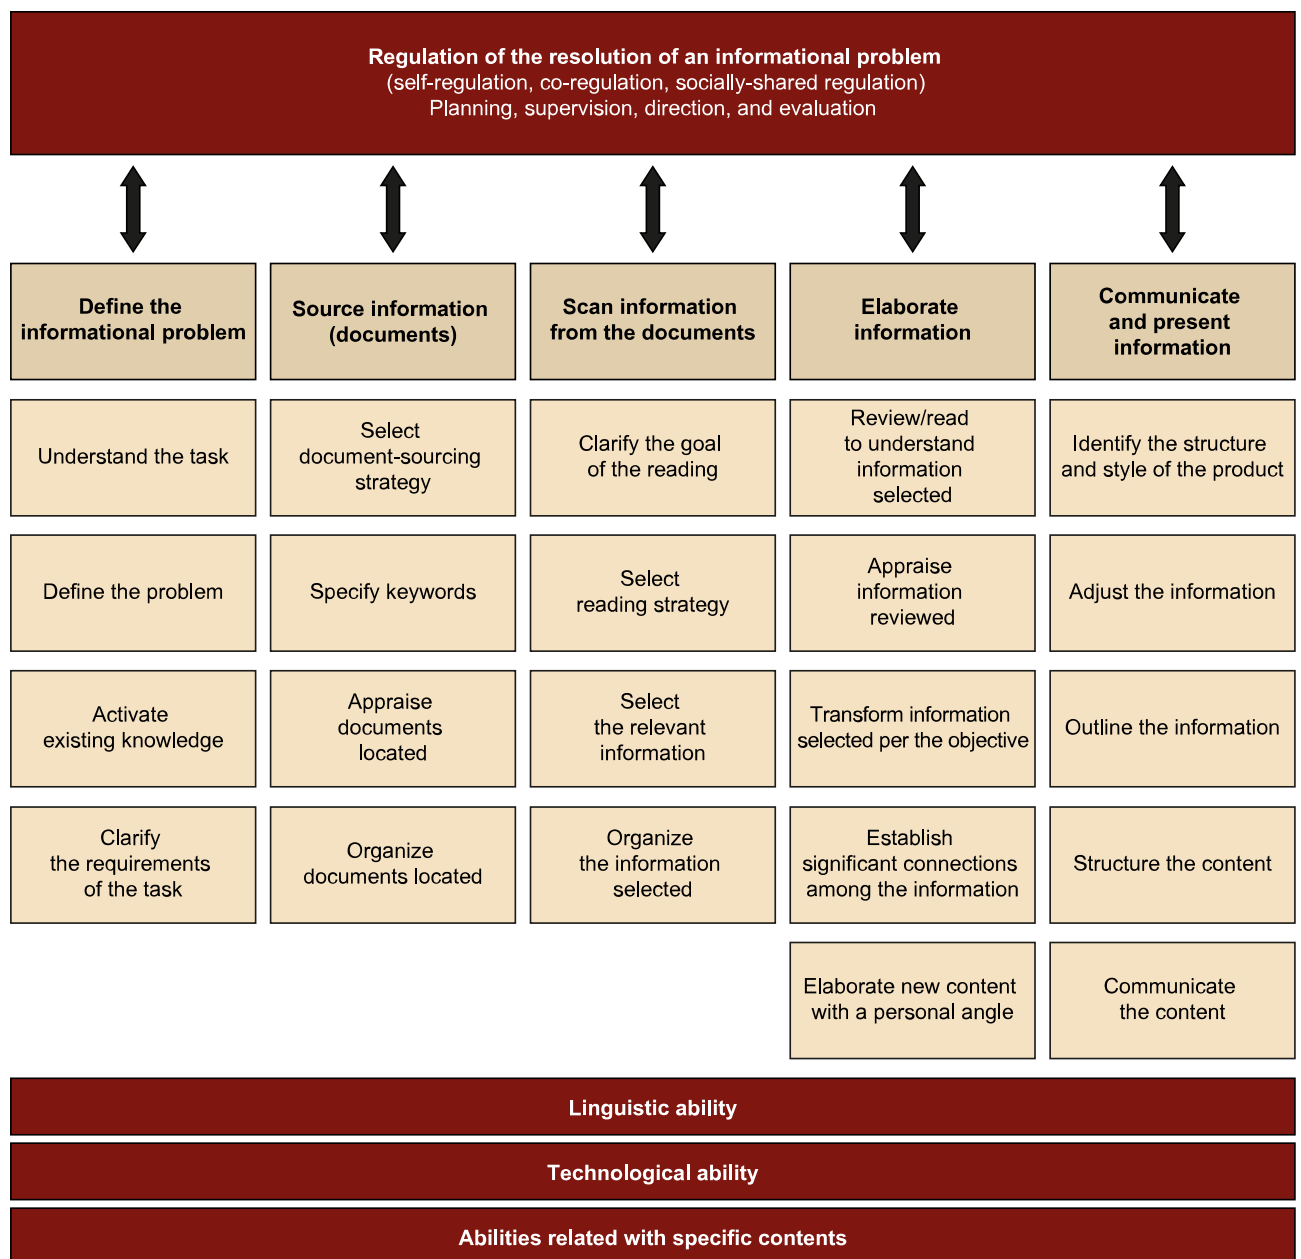 Regulation of the resolution of an informational problem
(self-regulation, co-regulation, socially-shared regulation)
Planning, supervision, direction, and evaluation
Define the
informational problem
Understand the task
Define the problem
Activate
existing knowledge
Clarify
the requirements
of the task
Source information
(documents)
Select
document-sourcing
strategy
Specify keywords
Appraise
documents
located
Organize
documents located
Scan information
from the documents
Clarify the goal
of the reading
Select
reading strategy
Select
the relevant
information
Organize
the information
selected
Elaborate
information
Review/read
to understand
information
selected
Appraise
information
reviewed
Transform information
selected per the objective
Establish
significant connections
among the information
Elaborate new content
with a personal angle
Communicate
and present
information
Identify the structure
and style of the product
Adjust the information
Outline the information
Structure the content
Communicate
the content
Linguistic ability
Technological ability
Abilities related with specific contents